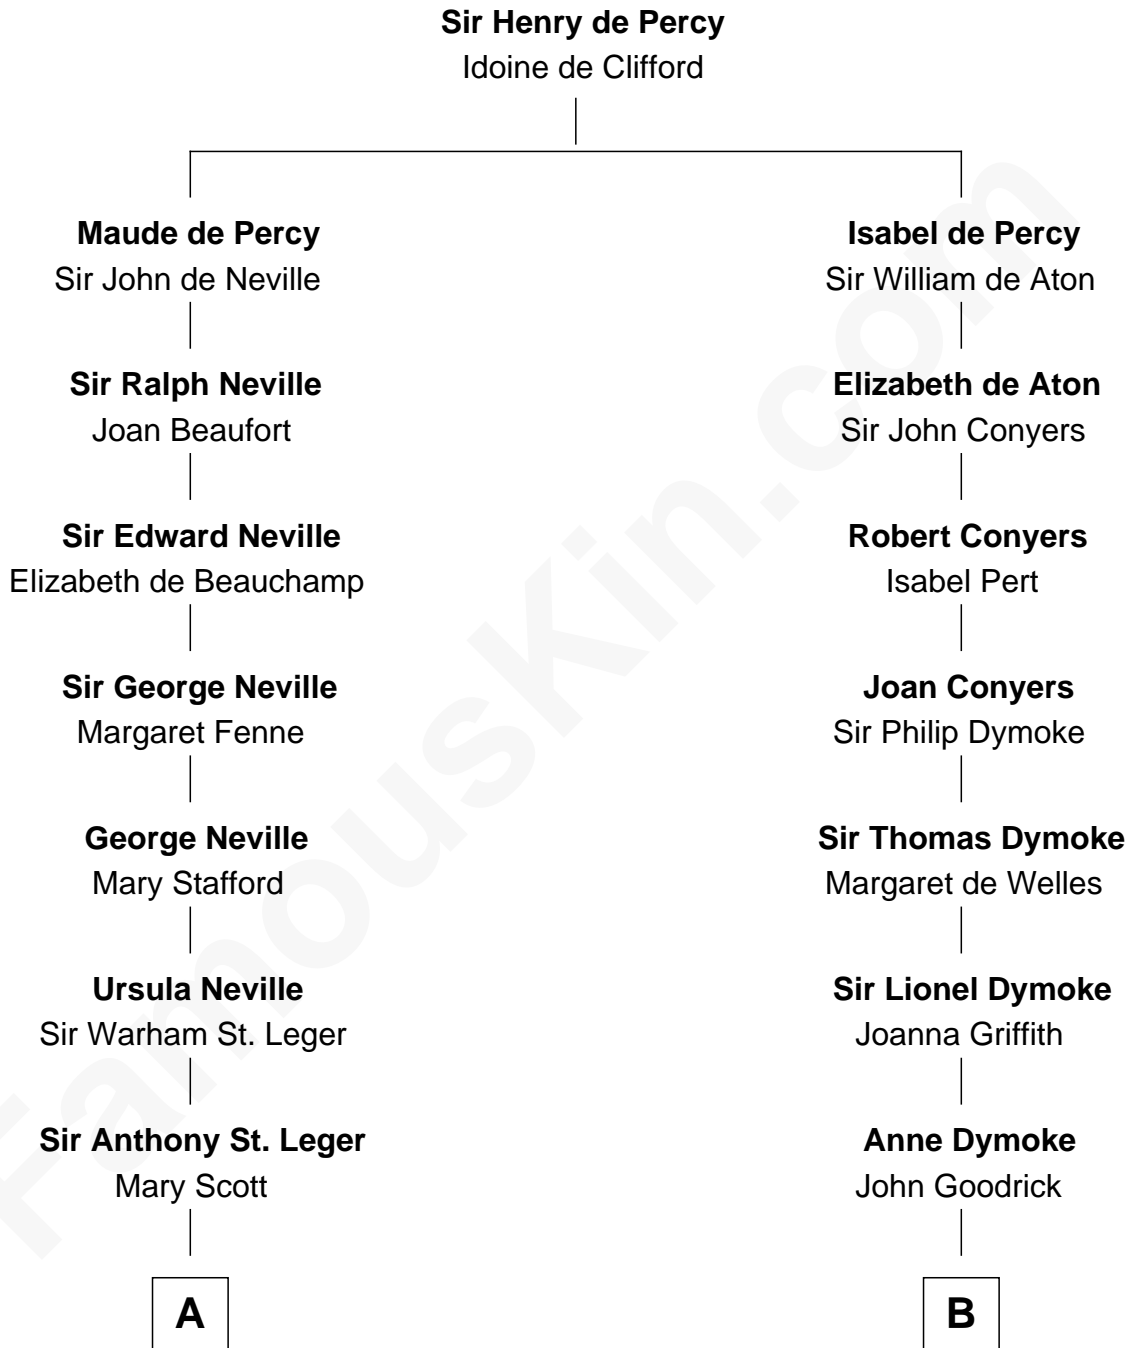 Sir Henry de Percy
Idoine de Clifford
Maude de Percy
Sir John de Neville
Isabel de Percy
Sir William de Aton
Sir Ralph Neville
Joan Beaufort
Elizabeth de Aton
Sir John Conyers
Sir Edward Neville
Elizabeth de Beauchamp
Robert Conyers
Isabel Pert
Sir George Neville
Margaret Fenne
Joan Conyers
Sir Philip Dymoke
George Neville
Mary Stafford
Sir Thomas Dymoke
Margaret de Welles
Ursula Neville
Sir Warham St. Leger
Sir Lionel Dymoke
Joanna Griffith
Sir Anthony St. Leger
Mary Scott
Anne Dymoke
John Goodrick
A
B
FamousKin.com